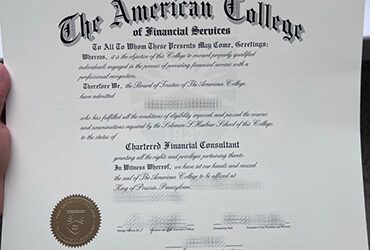 The American College
of Financial Services
To All To Whom These Presents May Come, Greetings:
Whereas, it is the objective of this College to reward properly qualified
individuals engaged in the process of providing financial services with a
professional recognition.
Therefore We, the Board of Trustees of The American College
have admitted
who has fulfilled all the conditions of eligibility imposed, and passed the courses
and examinations required by the Solomon S. Huebner School of this College,
to the status of
Chartered Financial Consultant
granting all the rights and privileges pertaining thereto.
In Witness Whereof, we have set our hands and caused
the seal of The American College to be affixed at
King of Prussia, Pennsylvania.